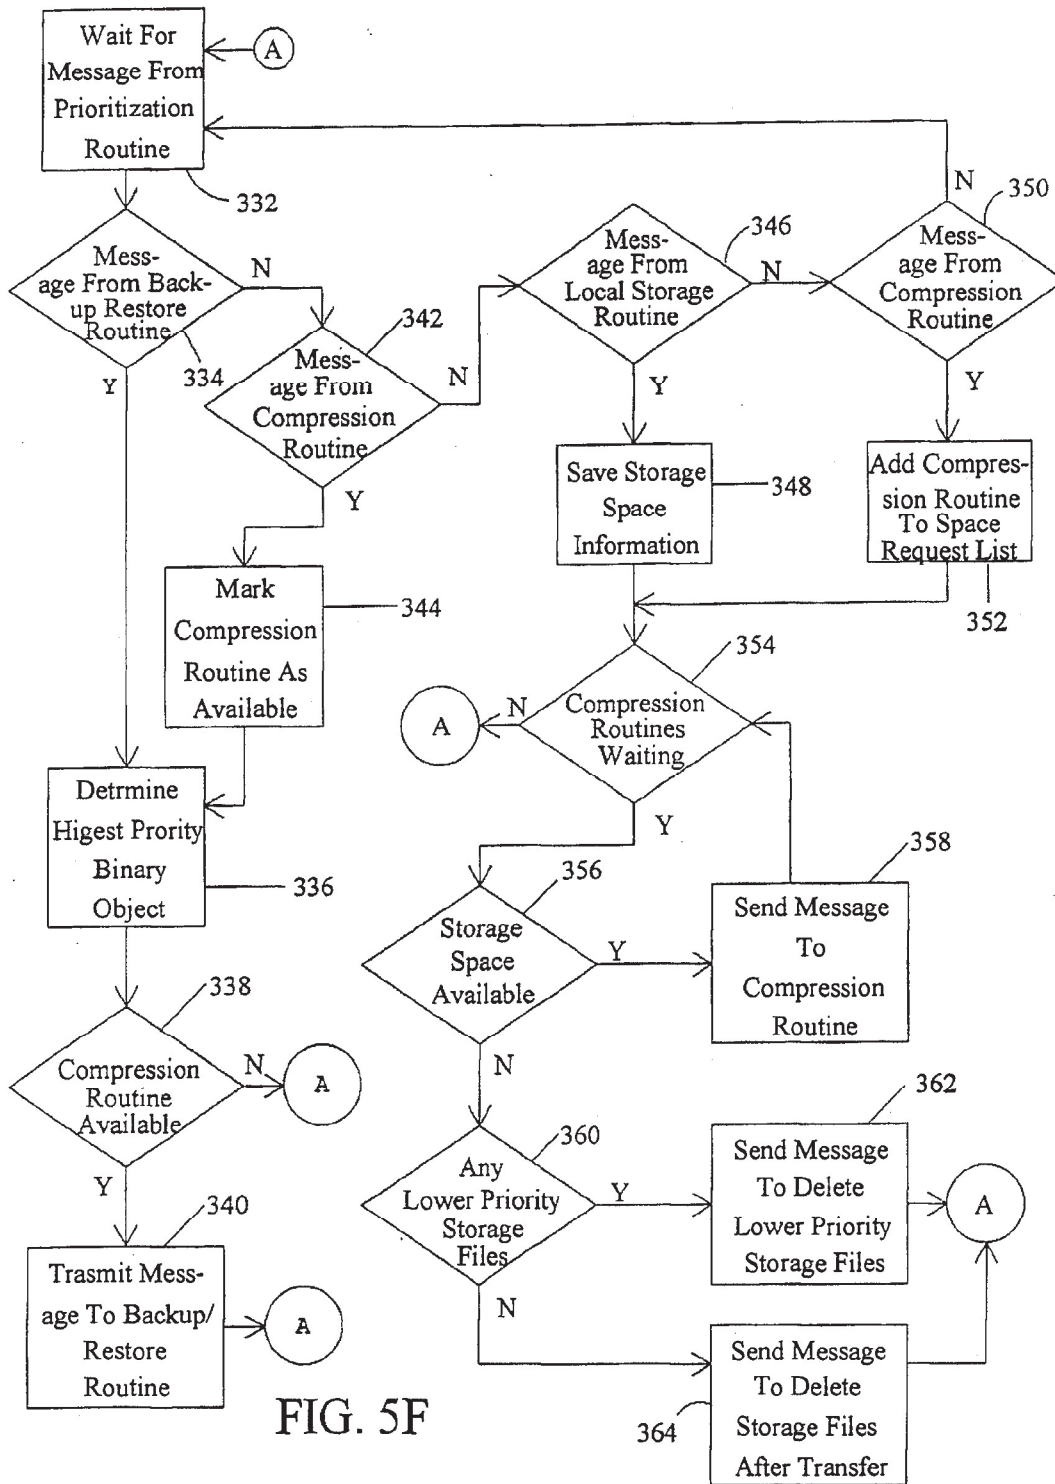 Wait For
Message From
Prioritization
Routine
A
332
Mess-
age From Back-
up Restore
Routine
N
334
Y
342
Mess-
age From
Compression
Routine
N
Y
346
Mess-
age From
Local Storage
Routine
N
Y
350
N
Mess-
age From
Compression
Routine
Y
Save Storage
Space
Information
348
Add Compres-
sion Routine
To Space
Request List
352
Mark
Compression
Routine As
Available
344
354
Compression
Routines
Waiting
N
A
Y
Detrmine
Higest Prority
Binary
Object
336
356
Storage
Space
Available
Y
N
358
Send Message
To
Compression
Routine
338
Compression
Routine
Available
N
A
Y
360
Any
Lower Priority
Storage
Files
Y
N
362
Send Message
To Delete
Lower Priority
Storage Files
A
340
Trasmit Mess-
age To Backup/
Restore
Routine
A
Send Message
To Delete
Storage Files
After Transfer
364
FIG. 5F